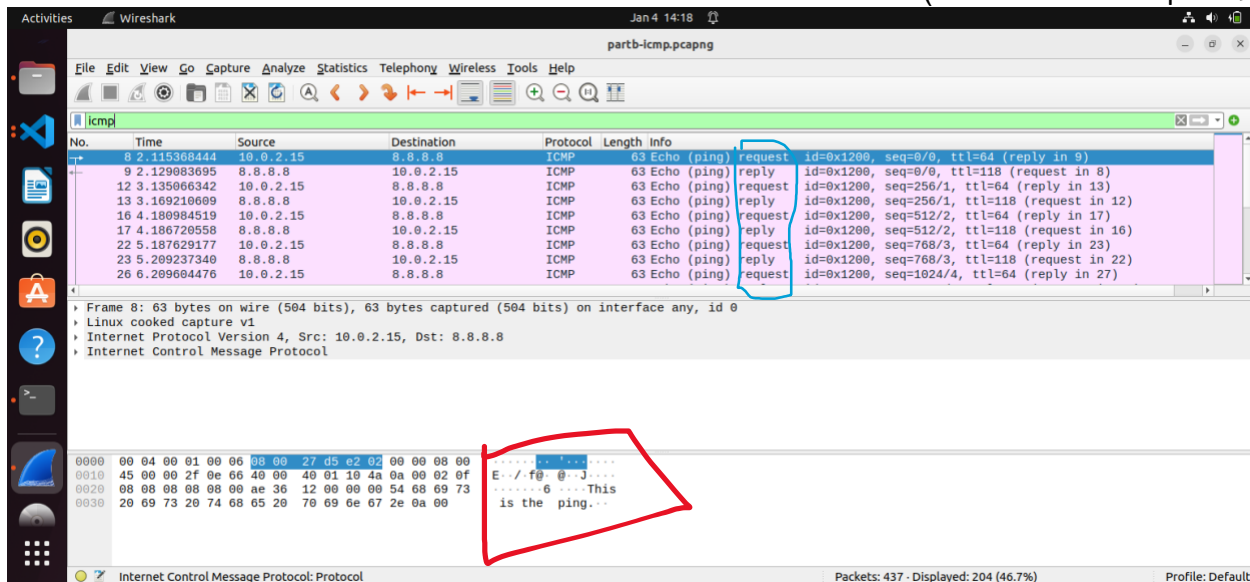 Activities Wireshark Jan 4 14:18
partb-icmp.pcapng
File Edit View Go Capture Analyze Statistics Telephony Wireless Tools Help
icmp
No. Time Source Destination Protocol Length Info
8 2.115368444 10.0.2.15 8.8.8.8 ICMP 63 Echo (ping) request id=0x1200, seq=0/0, ttl=64 (reply in 9)
9 2.129083695 8.8.8.8 10.0.2.15 ICMP 63 Echo (ping) reply id=0x1200, seq=0/0, ttl=118 (request in 8)
12 3.135066342 10.0.2.15 8.8.8.8 ICMP 63 Echo (ping) request id=0x1200, seq=256/1, ttl=64 (reply in 13)
13 3.169210609 8.8.8.8 10.0.2.15 ICMP 63 Echo (ping) reply id=0x1200, seq=256/1, ttl=118 (request in 12)
16 4.180984519 10.0.2.15 8.8.8.8 ICMP 63 Echo (ping) request id=0x1200, seq=512/2, ttl=64 (reply in 17)
17 4.186720558 8.8.8.8 10.0.2.15 ICMP 63 Echo (ping) reply id=0x1200, seq=512/2, ttl=118 (request in 16)
22 5.187629177 10.0.2.15 8.8.8.8 ICMP 63 Echo (ping) request id=0x1200, seq=768/3, ttl=64 (reply in 23)
23 5.209237340 8.8.8.8 10.0.2.15 ICMP 63 Echo (ping) reply id=0x1200, seq=768/3, ttl=118 (request in 22)
26 6.209604476 10.0.2.15 8.8.8.8 ICMP 63 Echo (ping) request id=0x1200, seq=1024/4, ttl=64 (reply in 27)
Frame 8: 63 bytes on wire (504 bits), 63 bytes captured (504 bits) on interface any, id 0
Linux cooked capture v1
Internet Protocol Version 4, Src: 10.0.2.15, Dst: 8.8.8.8
Internet Control Message Protocol
0000 00 04 00 01 00 06 08 00 27 d5 e2 02 00 00 08 00 ········ '·······
0010 45 00 00 2f 0e 66 40 00 40 01 10 4a 0a 00 02 0f E··/·f@· @··J····
0020 08 08 08 08 08 00 ae 36 12 00 00 00 54 68 69 73 ·······6 ····This
0030 20 69 73 20 74 68 65 20 70 69 6e 67 2e 0a 00 is the ping.··
Internet Control Message Protocol: Protocol Packets: 437 · Displayed: 204 (46.7%) Profile: Default